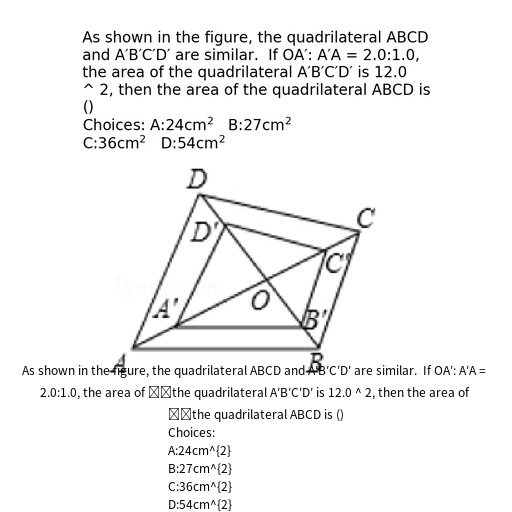 As shown in the figure, the quadrilateral ABCD
and A′B′C′D′ are similar.  If OA′: A′A = 2.0:1.0,
the area of the quadrilateral A′B′C′D′ is 12.0
^ 2, then the area of the quadrilateral ABCD is
()
Choices: A:24cm²   B:27cm²
C:36cm²   D:54cm²
D
C
D'
C'
O
A'
B'
A
B
As shown in the figure, the quadrilateral ABCD and A'B'C'D' are similar.  If OA': A'A =
2.0:1.0, the area of the quadrilateral A'B'C'D' is 12.0 ^ 2, then the area of
the quadrilateral ABCD is ()
Choices:
A:24cm^{2}
B:27cm^{2}
C:36cm^{2}
D:54cm^{2}